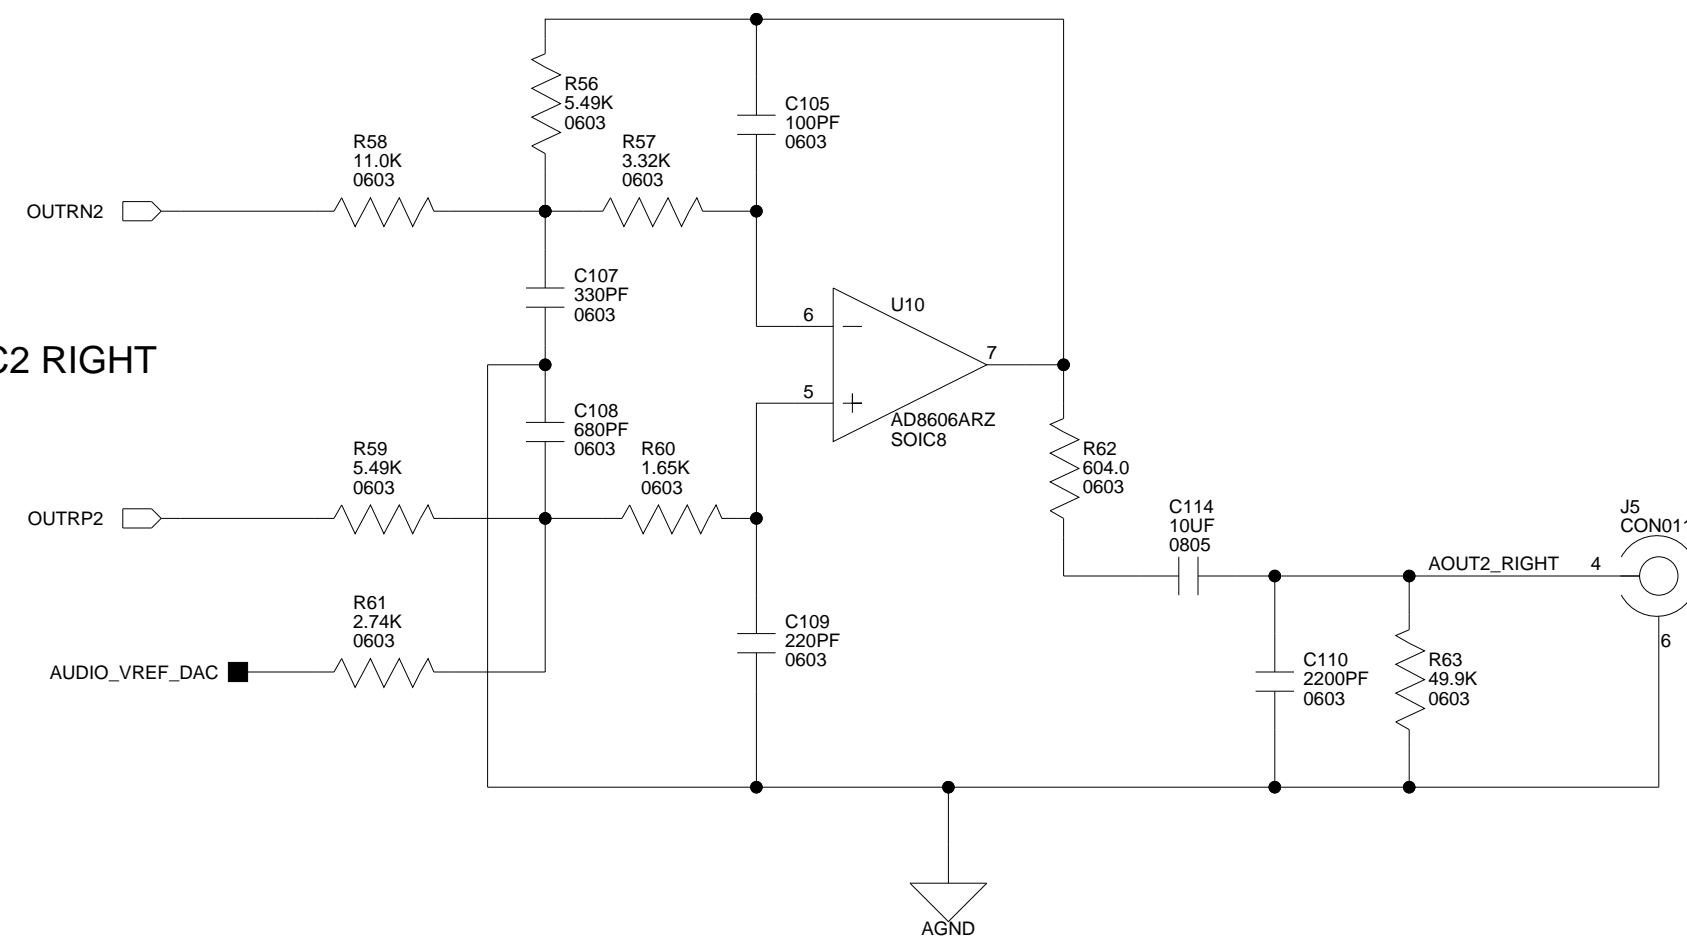 R56
5.49K
0603
C105
100PF
0603
R58
11.0K
0603
R57
3.32K
0603
OUTRN2
C107
330PF
0603
U10
6
7
5
C2 RIGHT
C108
680PF
0603
AD8606ARZ
SOIC8
R59
5.49K
0603
R60
1.65K
0603
R62
604.0
0603
OUTRP2
C114
10UF
0805
J5
CON011
AOUT2_RIGHT 4
R61
2.74K
0603
C109
220PF
0603
6
AUDIO_VREF_DAC
C110
2200PF
0603
R63
49.9K
0603
AGND